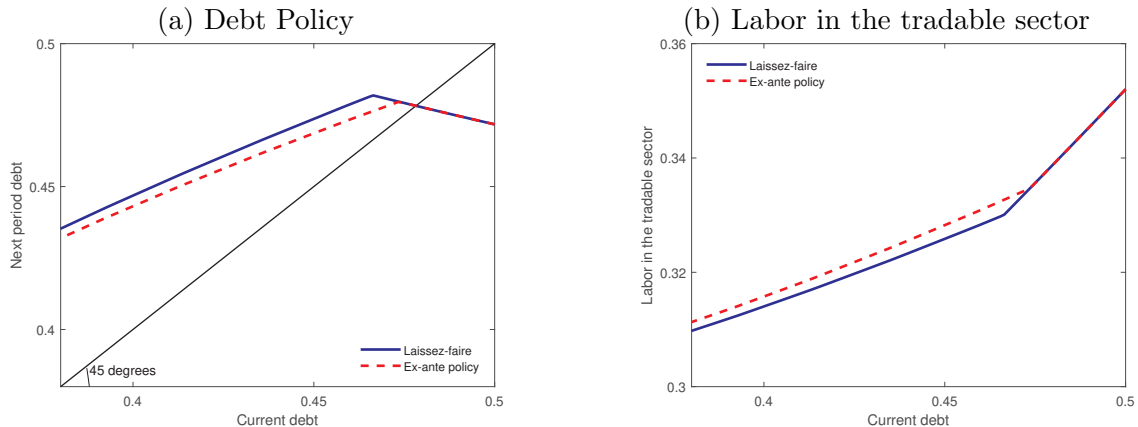 (a) Debt Policy
0.5
0.45
0.4
Next period debt
45 degrees
Laissez-faire
Ex-ante policy
0.4
0.45
0.5
Current debt
(b) Labor in the tradable sector
0.36
0.34
0.32
0.3
Labor in the tradable sector
Laissez-faire
Ex-ante policy
0.4
0.45
0.5
Current debt